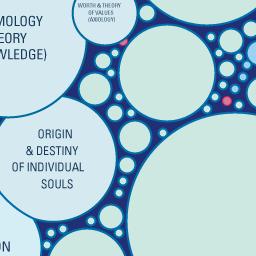 WORTH & THEORY
OF VALUES
(AXIOLOGY)
MOLOGY
EORY
WLEDGE)
ORIGIN
& DESTINY
OF INDIVIDUAL
SOULS
ON